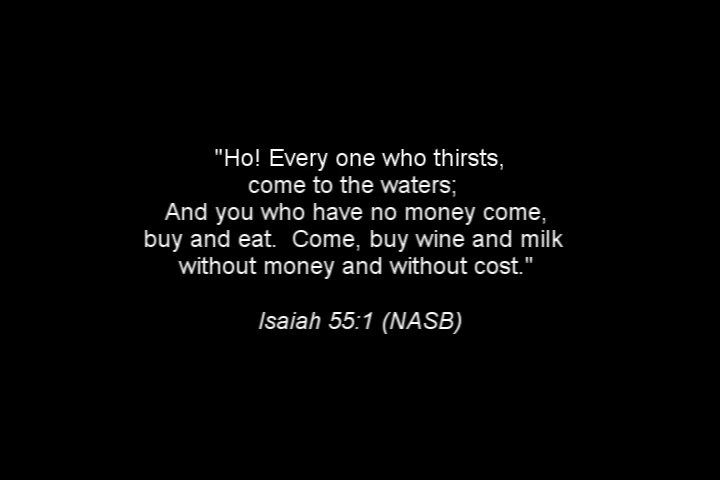 "Ho! Every one who thirsts,
come to the waters;
And you who have no money come,
buy and eat.  Come, buy wine and milk
without money and without cost."
Isaiah 55:1 (NASB)